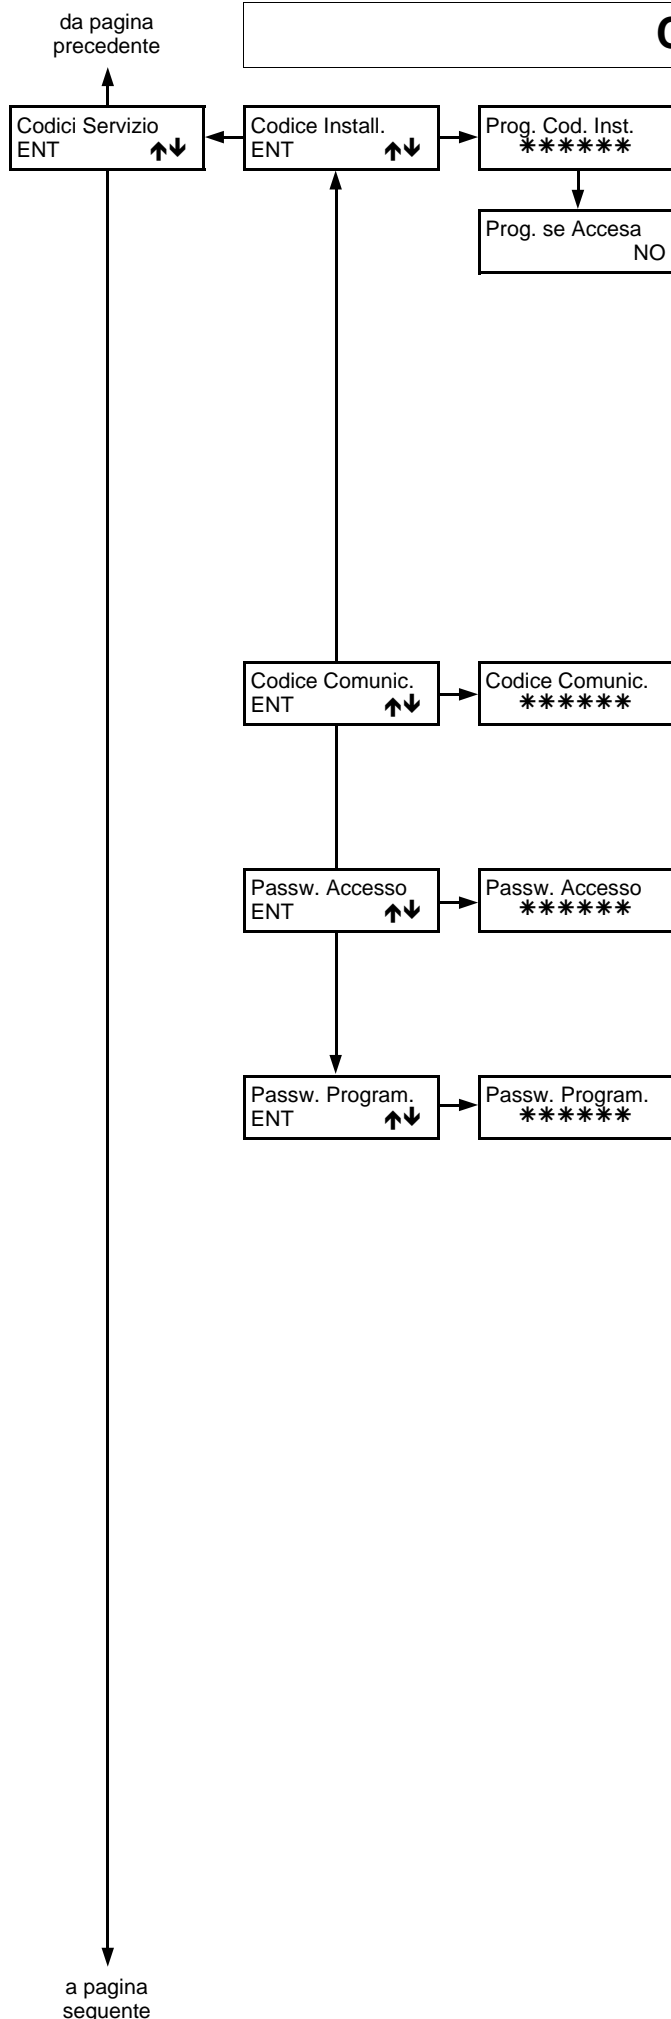 da pagina
precedente
C
Codici Servizio
ENT ↑↓
Codice Install.
ENT ↑↓
Prog. Cod. Inst.
******
Prog. se Accesa
NO
Codice Comunic.
ENT ↑↓
Codice Comunic.
******
Passw. Accesso
ENT ↑↓
Passw. Accesso
******
Passw. Program.
ENT ↑↓
Passw. Program.
******
a pagina
seguente